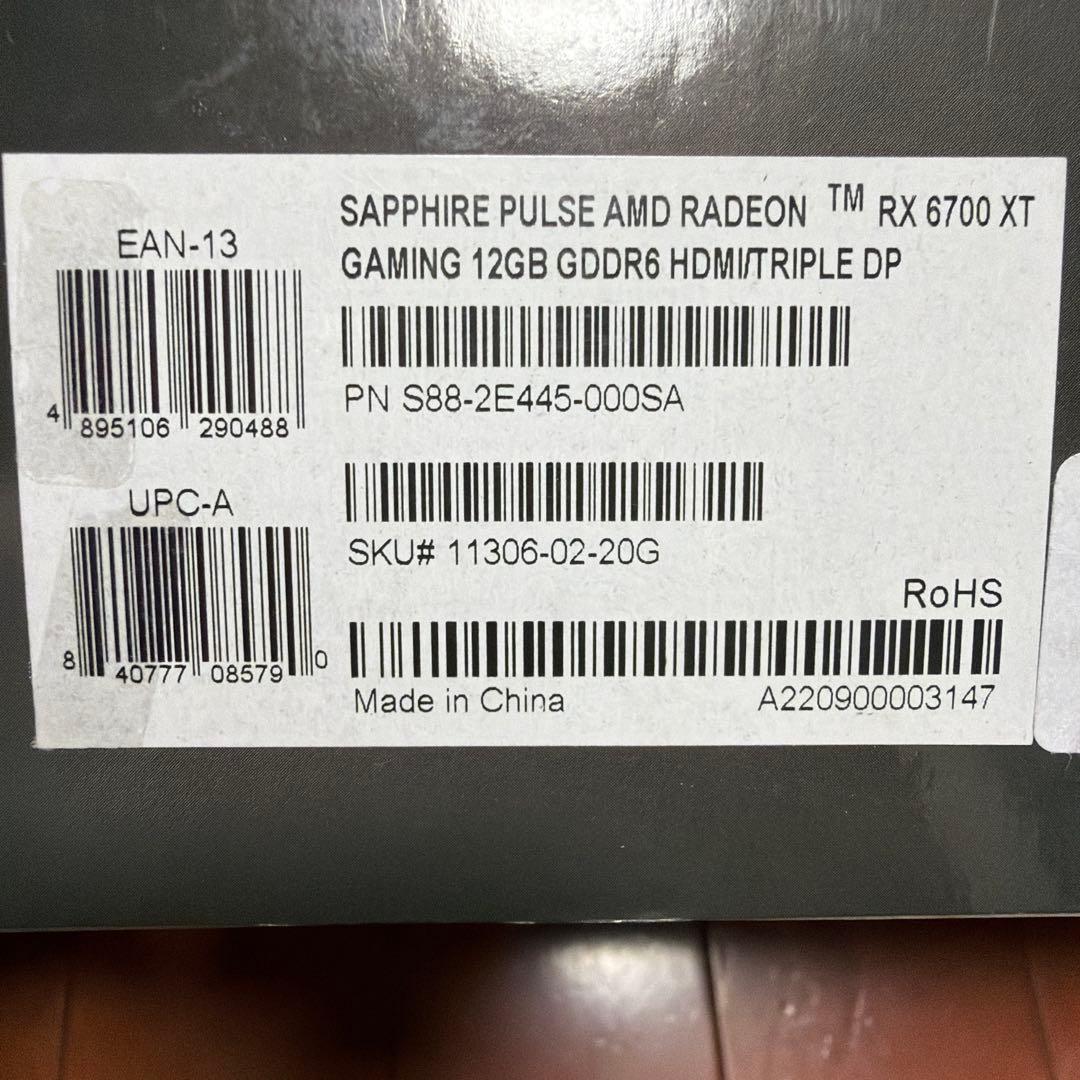 SAPPHIRE PULSE AMD RADEON ™ RX 6700 XT
GAMING 12GB GDDR6 HDMI/TRIPLE DP
EAN-13
4 895106 290488
PN S88-2E445-000SA
UPC-A
8 40777 08579 0
SKU# 11306-02-20G
RoHS
Made in China
A220900003147